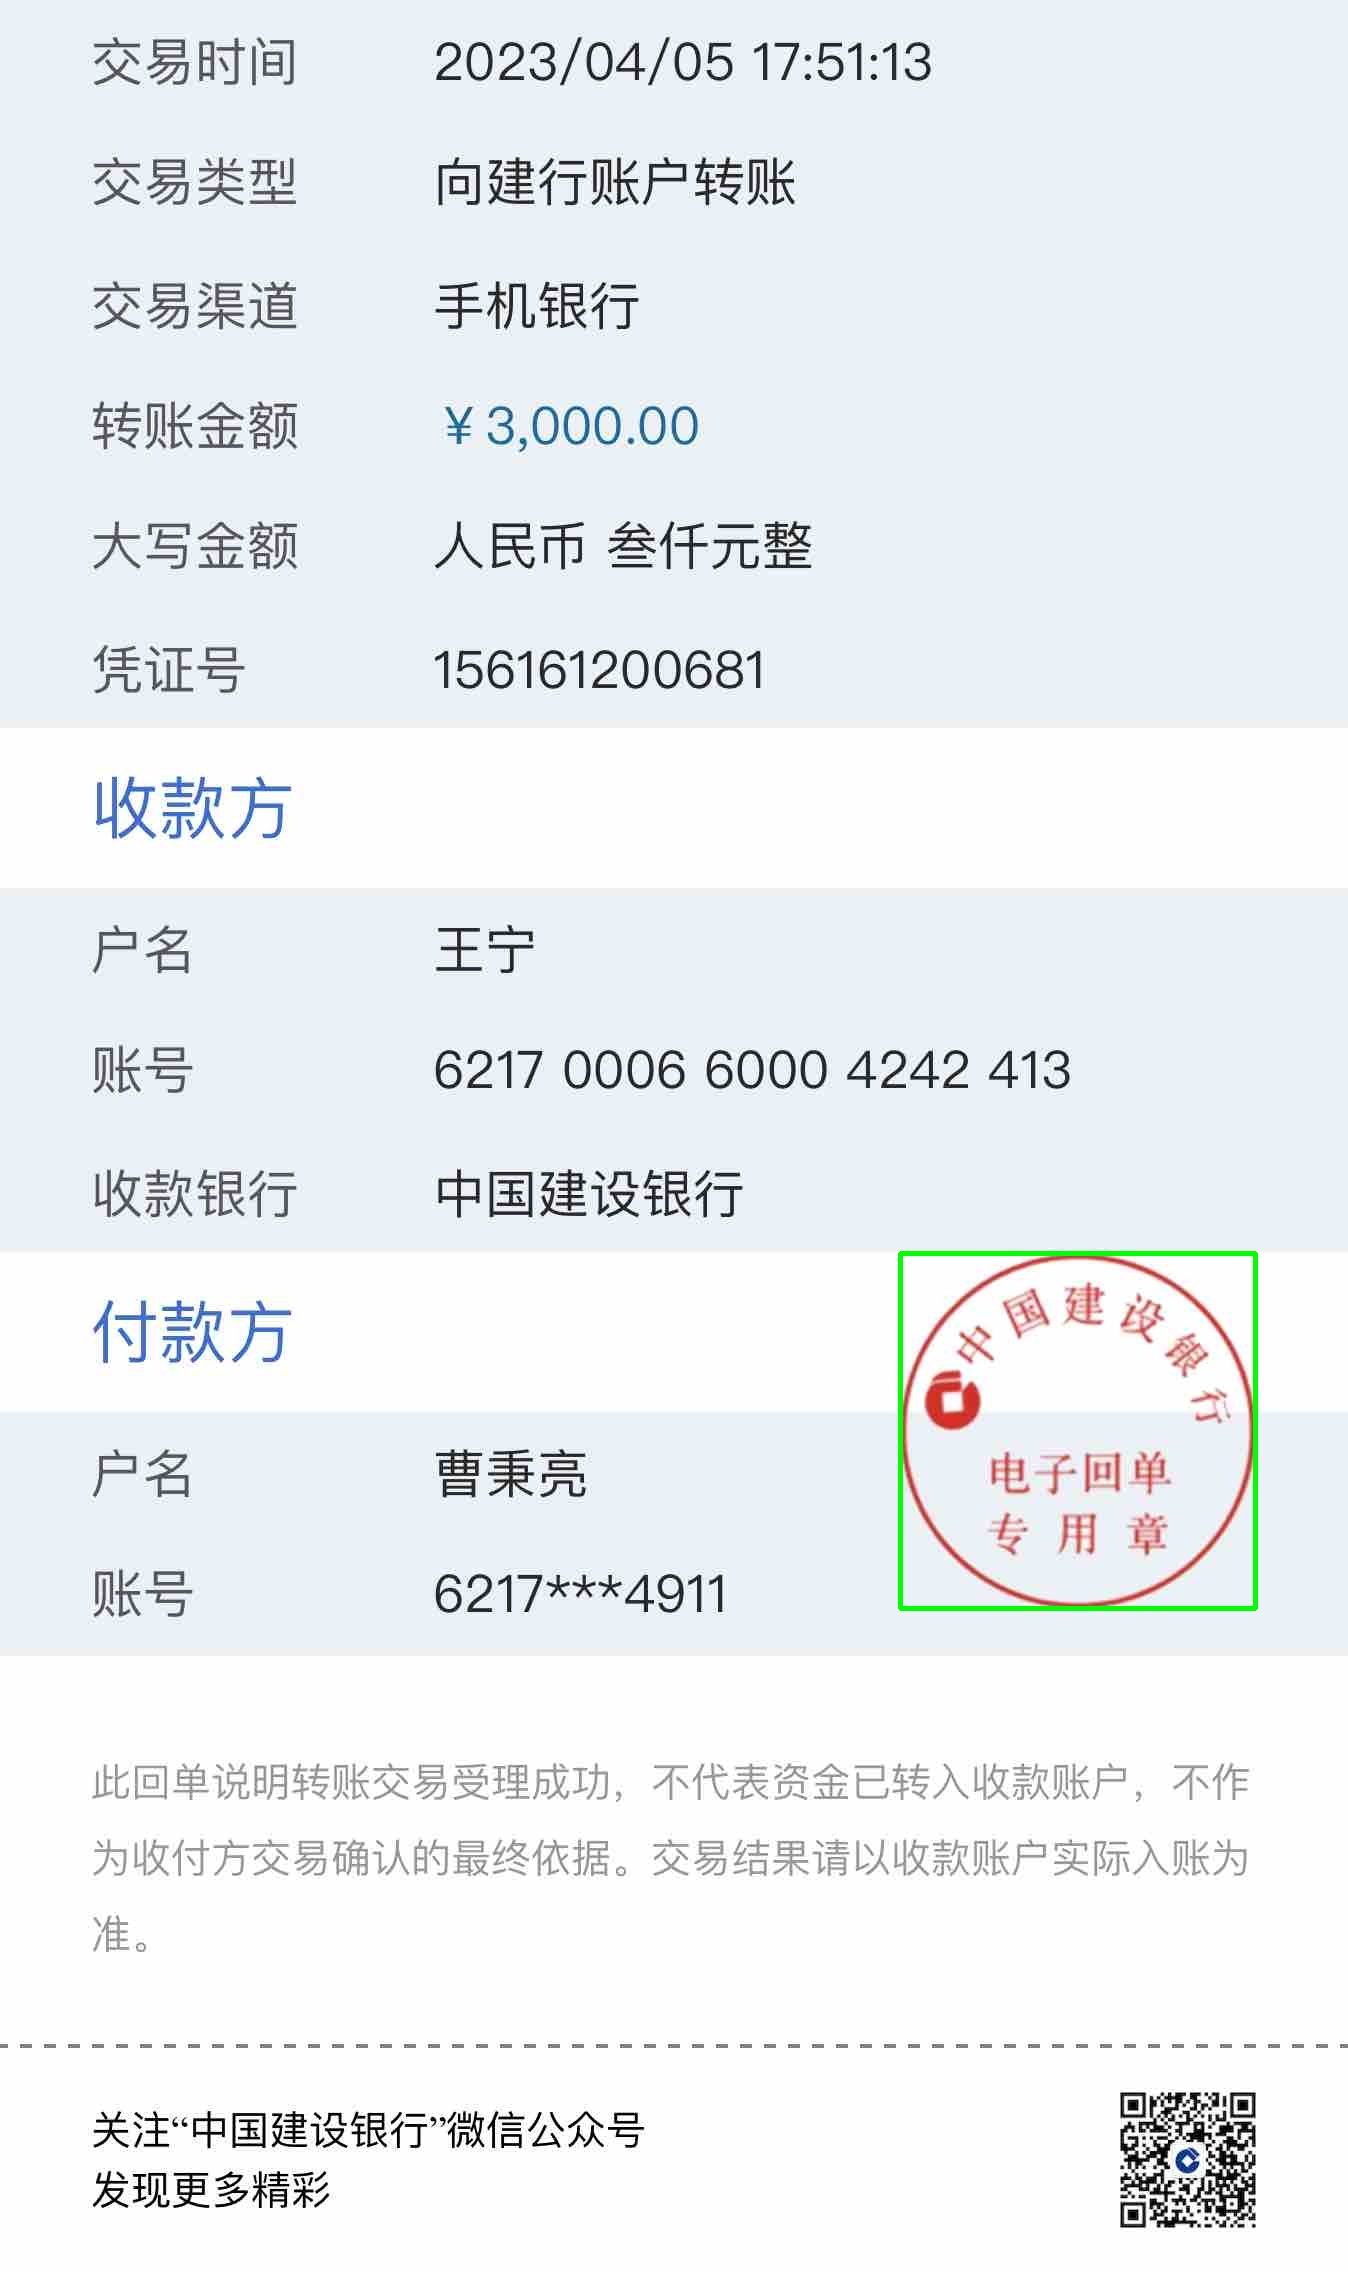 交易时间 2023/04/05 17:51:13
交易类型 向建行账户转账
交易渠道 手机银行
转账金额 ¥3,000.00
大写金额 人民币 叁仟元整
凭证号 156161200681
收款方
户名 王宁
账号 6217 0006 6000 4242 413
收款银行 中国建设银行
付款方
中国建设银行
电子回单
专用章
户名 曹秉亮
账号 6217***4911
此回单说明转账交易受理成功，不代表资金已转入收款账户，不作
为收付方交易确认的最终依据。交易结果请以收款账户实际入账为
准。
关注“中国建设银行”微信公众号
发现更多精彩